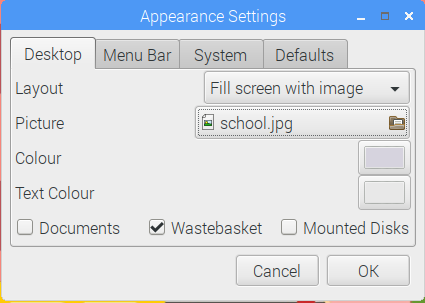 Appearance Settings
Desktop Menu Bar System Defaults
Layout Fill screen with image
Picture school.jpg
Colour
Text Colour
Documents Wastebasket Mounted Disks
Cancel OK